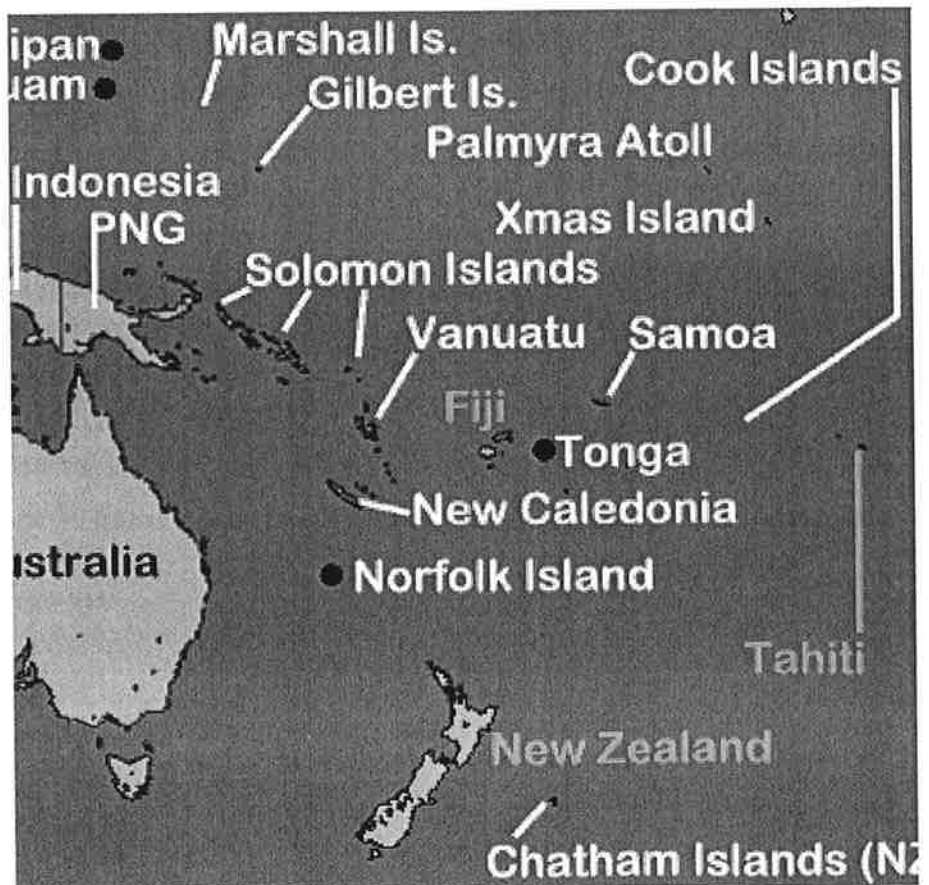 ipan
Marshall Is.
Cook Islands
uam
Gilbert Is.
Palmyra Atoll
Indonesia
PNG
Xmas Island
Solomon Islands
Vanuatu
Samoa
Fiji
Tonga
New Caledonia
ustralia
Norfolk Island
Tahiti
New Zealand
Chatham Islands (NZ